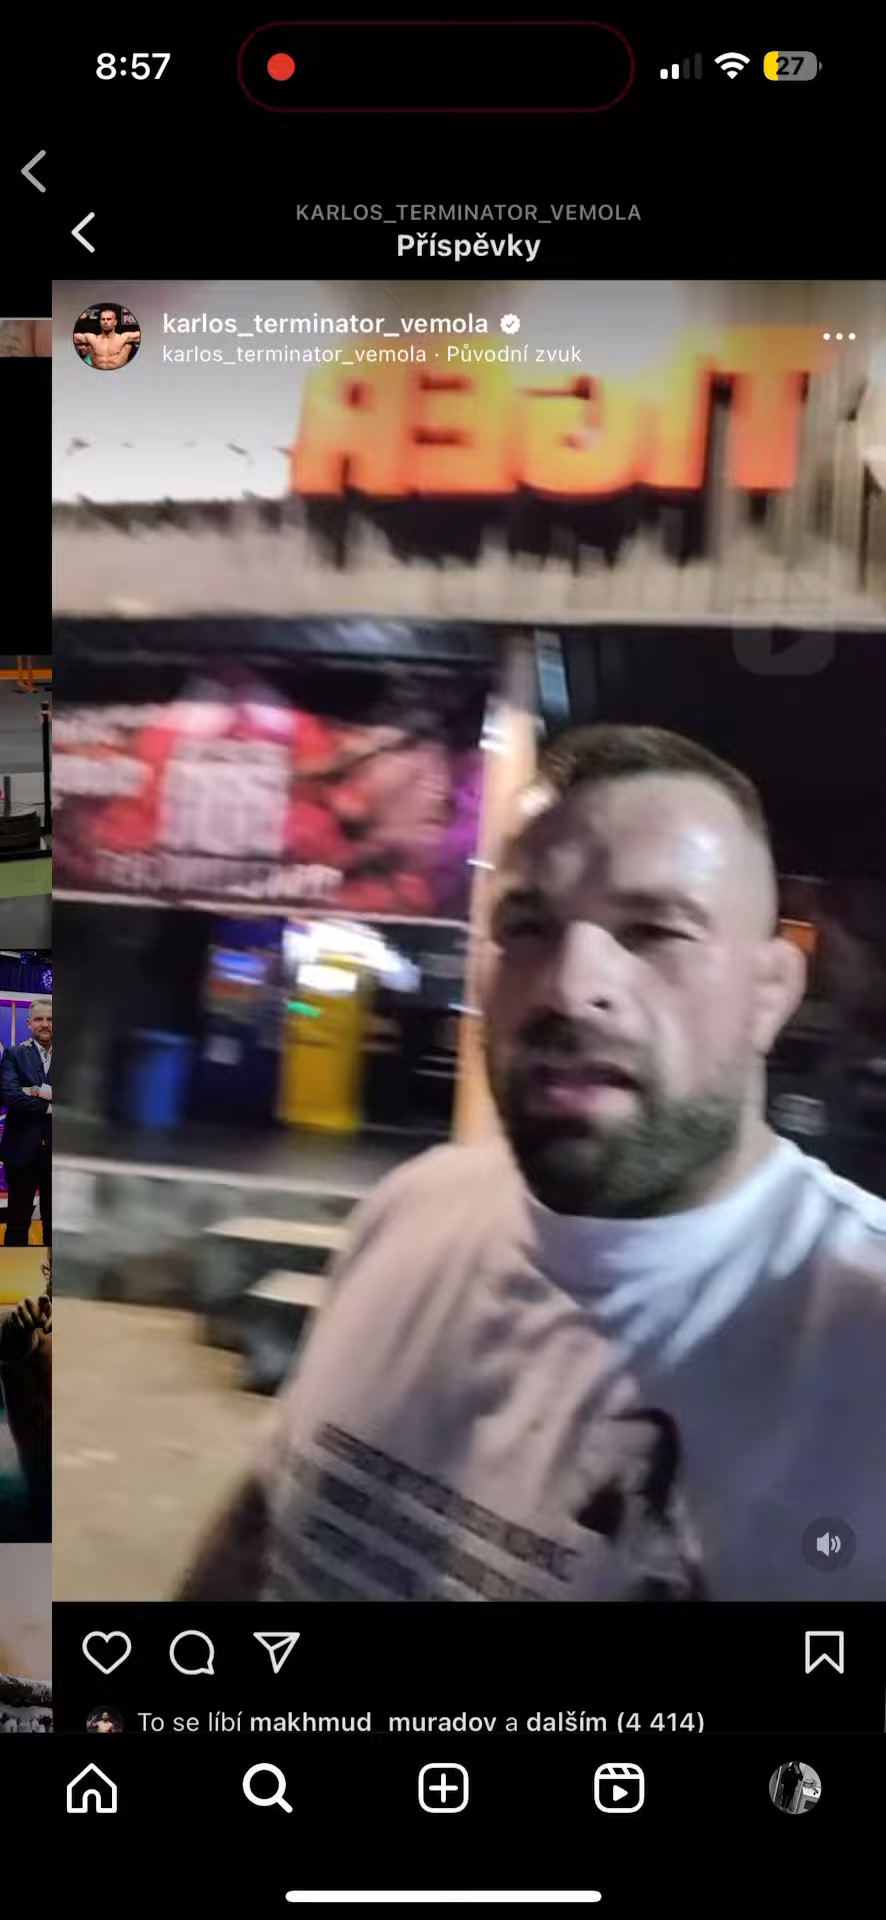 8:57
27
KARLOS_TERMINATOR_VEMOLA
Příspěvky
karlos_terminator_vemola
karlos_terminator_vemola · Původní zvuk
TIGER
To se líbí makhmud_muradov a dalším (4 414)